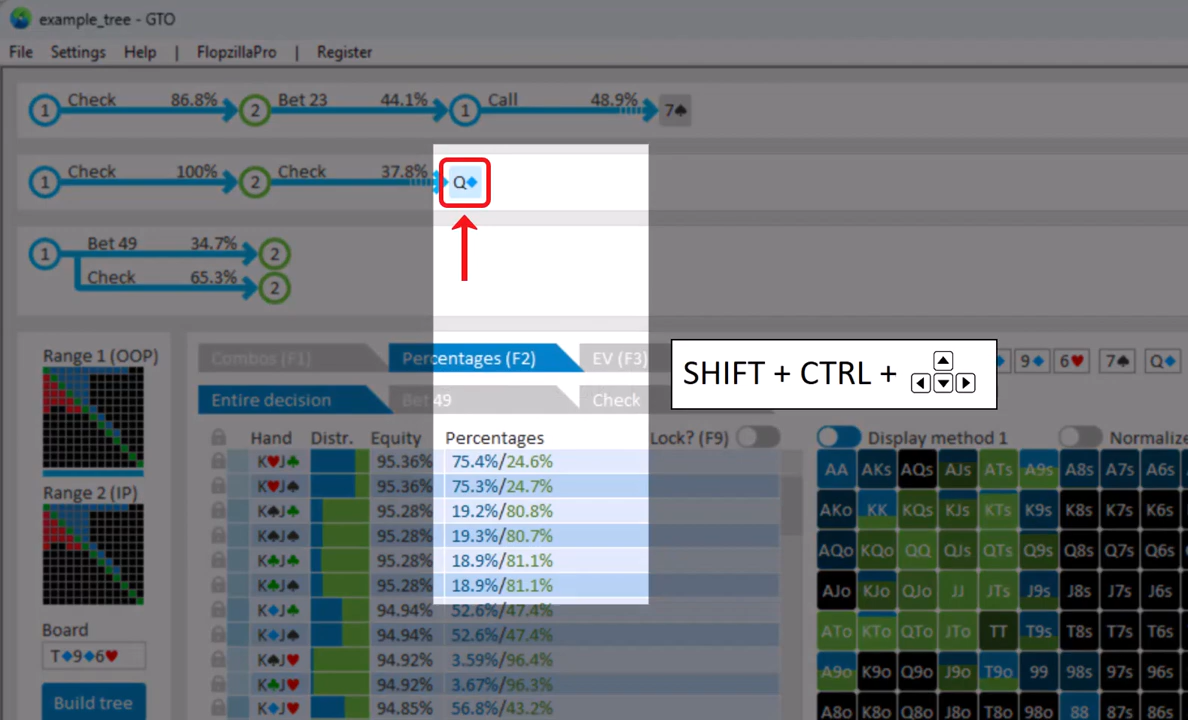 example_tree - GTO
File Settings Help | FlopzillaPro | Register
1 Check 86.8% 2 Bet 23 44.1% 1 Call 48.9% 7♠
1 Check 100% 2 Check 37.8% Q♦
1 Bet 49 34.7% 2
Check 65.3% 2
Range 1 (OOP)
Range 2 (IP)
Board
T♦9♦6♥
Build tree
Combos (F1) Percentages (F2) EV (F3)
SHIFT + CTRL +
9♦ 6♥ 7♠ Q♦
Entire decision Bet 49 Check
Hand Distr. Equity Percentages Lock? (F9)
K♥J♣ 95.36% 75.4%/24.6%
K♥J♠ 95.36% 75.3%/24.7%
K♠J♣ 95.28% 19.2%/80.8%
K♠J♠ 95.28% 19.3%/80.7%
K♣J♣ 95.28% 18.9%/81.1%
K♣J♠ 95.28% 18.9%/81.1%
K♦J♣ 94.94% 52.6%/47.4%
K♦J♠ 94.94% 52.6%/47.4%
K♠J♥ 94.92% 3.59%/96.4%
K♣J♥ 94.92% 3.67%/96.3%
K♦J♥ 94.85% 56.8%/43.2%
Display method 1 Normalize
AA AKs AQs AJs ATs A9s A8s A7s A6s
AKo KK KQs KJs KTs K9s K8s K7s K6s
AQo KQo QQ QJs QTs Q9s Q8s Q7s Q6s
AJo KJo QJo JJ JTs J9s J8s J7s J6s
ATo KTo QTo JTo TT T9s T8s T7s T6s
A9o K9o Q9o J9o T9o 99 98s 97s 96s
A8o K8o Q8o J8o T8o 98o 88 87s 86s